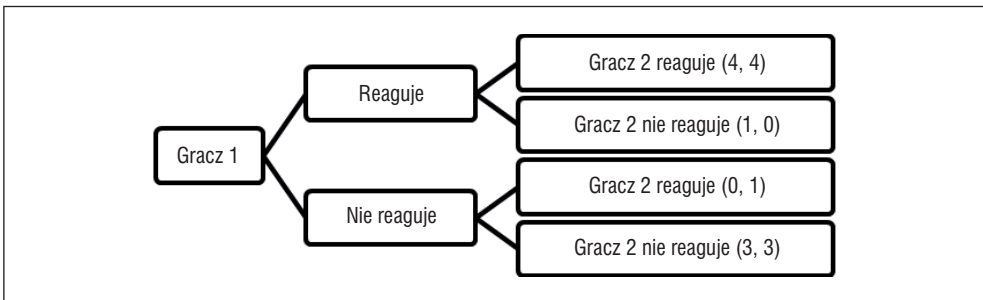 Gracz 1
Reaguje
Nie reaguje
Gracz 2 reaguje (4, 4)
Gracz 2 nie reaguje (1, 0)
Gracz 2 reaguje (0, 1)
Gracz 2 nie reaguje (3, 3)